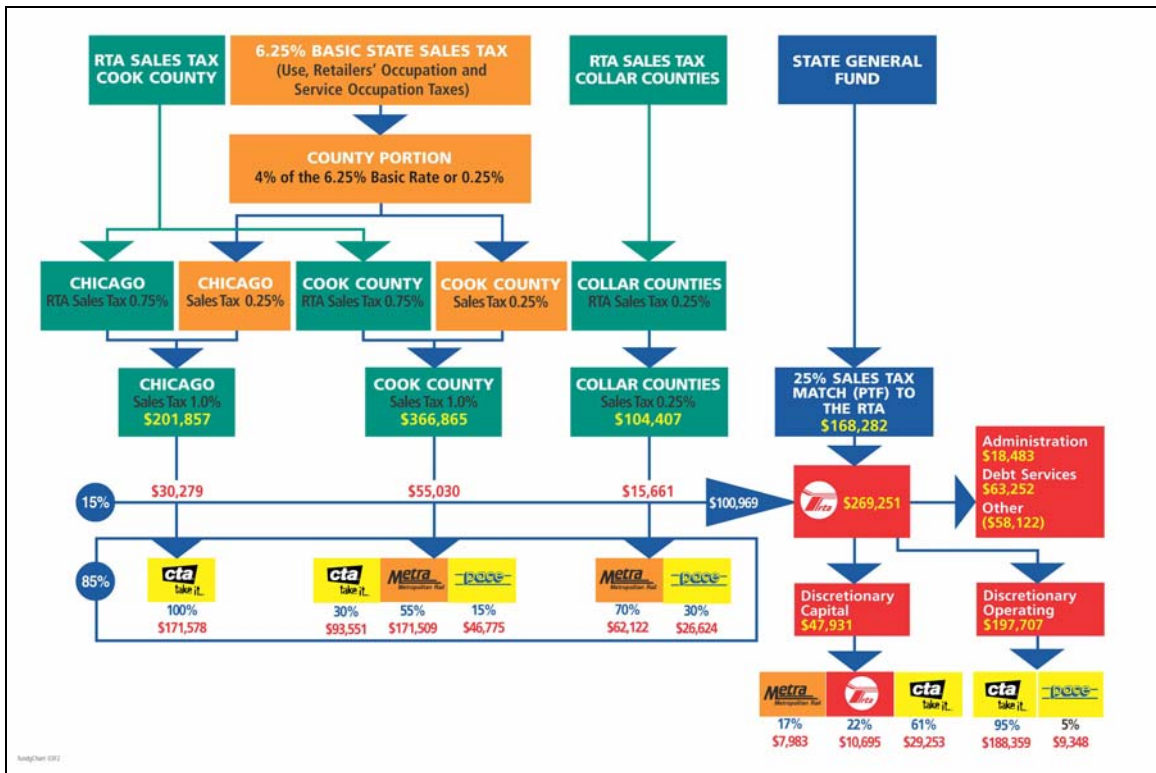 RTA SALES TAX
COOK COUNTY
6.25% BASIC STATE SALES TAX
(Use, Retailers' Occupation and
Service Occupation Taxes)
RTA SALES TAX
COLLAR COUNTIES
STATE GENERAL
FUND
COUNTY PORTION
4% of the 6.25% Basic Rate or 0.25%
CHICAGO
RTA Sales Tax 0.75%
CHICAGO
Sales Tax 0.25%
COOK COUNTY
RTA Sales Tax 0.75%
COOK COUNTY
Sales Tax 0.25%
COLLAR COUNTIES
RTA Sales Tax 0.25%
CHICAGO
Sales Tax 1.0%
$201,857
COOK COUNTY
Sales Tax 1.0%
$366,865
COLLAR COUNTIES
Sales Tax 0.25%
$104,407
25% SALES TAX
MATCH (PTF) TO
THE RTA
$168,282
15%
$30,279
$55,030
$15,661
$100,969
rta
$269,251
Administration
$18,483
Debt Services
$63,252
Other
($58,122)
85%
cta
take it..
100%
$171,578
cta
take it..
30%
$93,551
Metra
Metropolitan Rail
55%
$171,509
pace
15%
$46,775
Metra
Metropolitan Rail
70%
$62,122
pace
30%
$26,624
Discretionary
Capital
$47,931
Discretionary
Operating
$197,707
Metra
Metropolitan Rail
17%
$7,983
rta
22%
$10,695
cta
take it..
61%
$29,253
cta
take it..
95%
$188,359
pace
5%
$9,348